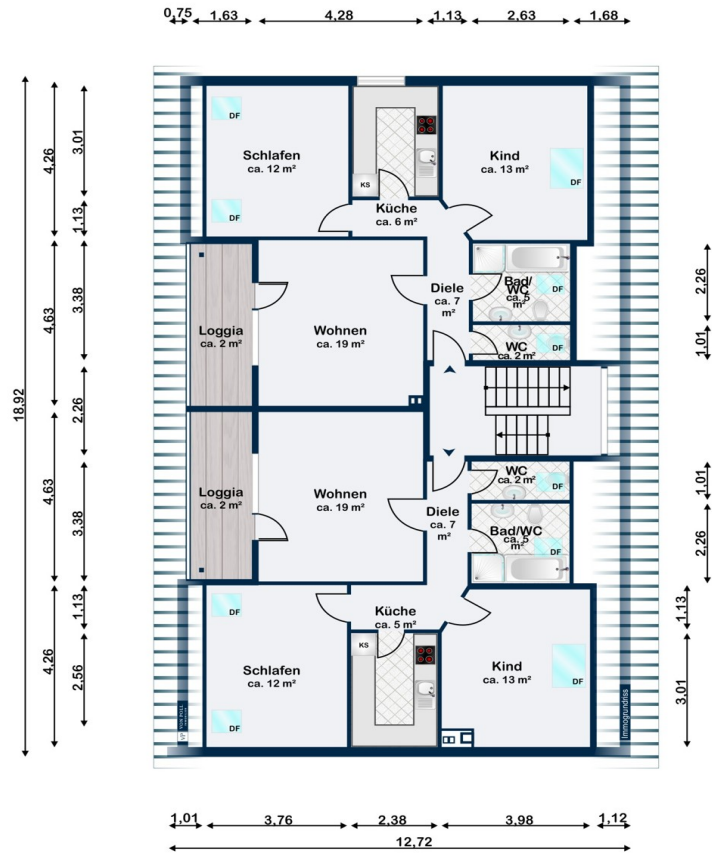 0,75 1,63 4,28 1,13 2,63 1,68
18,92
4,26
4,63
4,63
4,26
3,01
1,13
3,38
2,26
3,38
1,13
2,56
DF
Schlafen
ca. 12 m²
DF
KS
Küche
ca. 6 m²
Kind
ca. 13 m²
DF
Loggia
ca. 2 m²
Wohnen
ca. 19 m²
Diele
ca. 7
m²
Bad/
WC
ca. 5
m²
DF
WC
ca. 2 m²
DF
Loggia
ca. 2 m²
Wohnen
ca. 19 m²
Diele
ca. 7
m²
WC
ca. 2 m²
DF
Bad/WC
ca. 5
m²
DF
DF
Schlafen
ca. 12 m²
DF
Küche
ca. 5 m²
KS
Kind
ca. 13 m²
DF
VP VON POLL
Immogrundriss
2,26
1,01
1,01
2,26
1,13
3,01
1,01 3,76 2,38 3,98 1,12
12,72